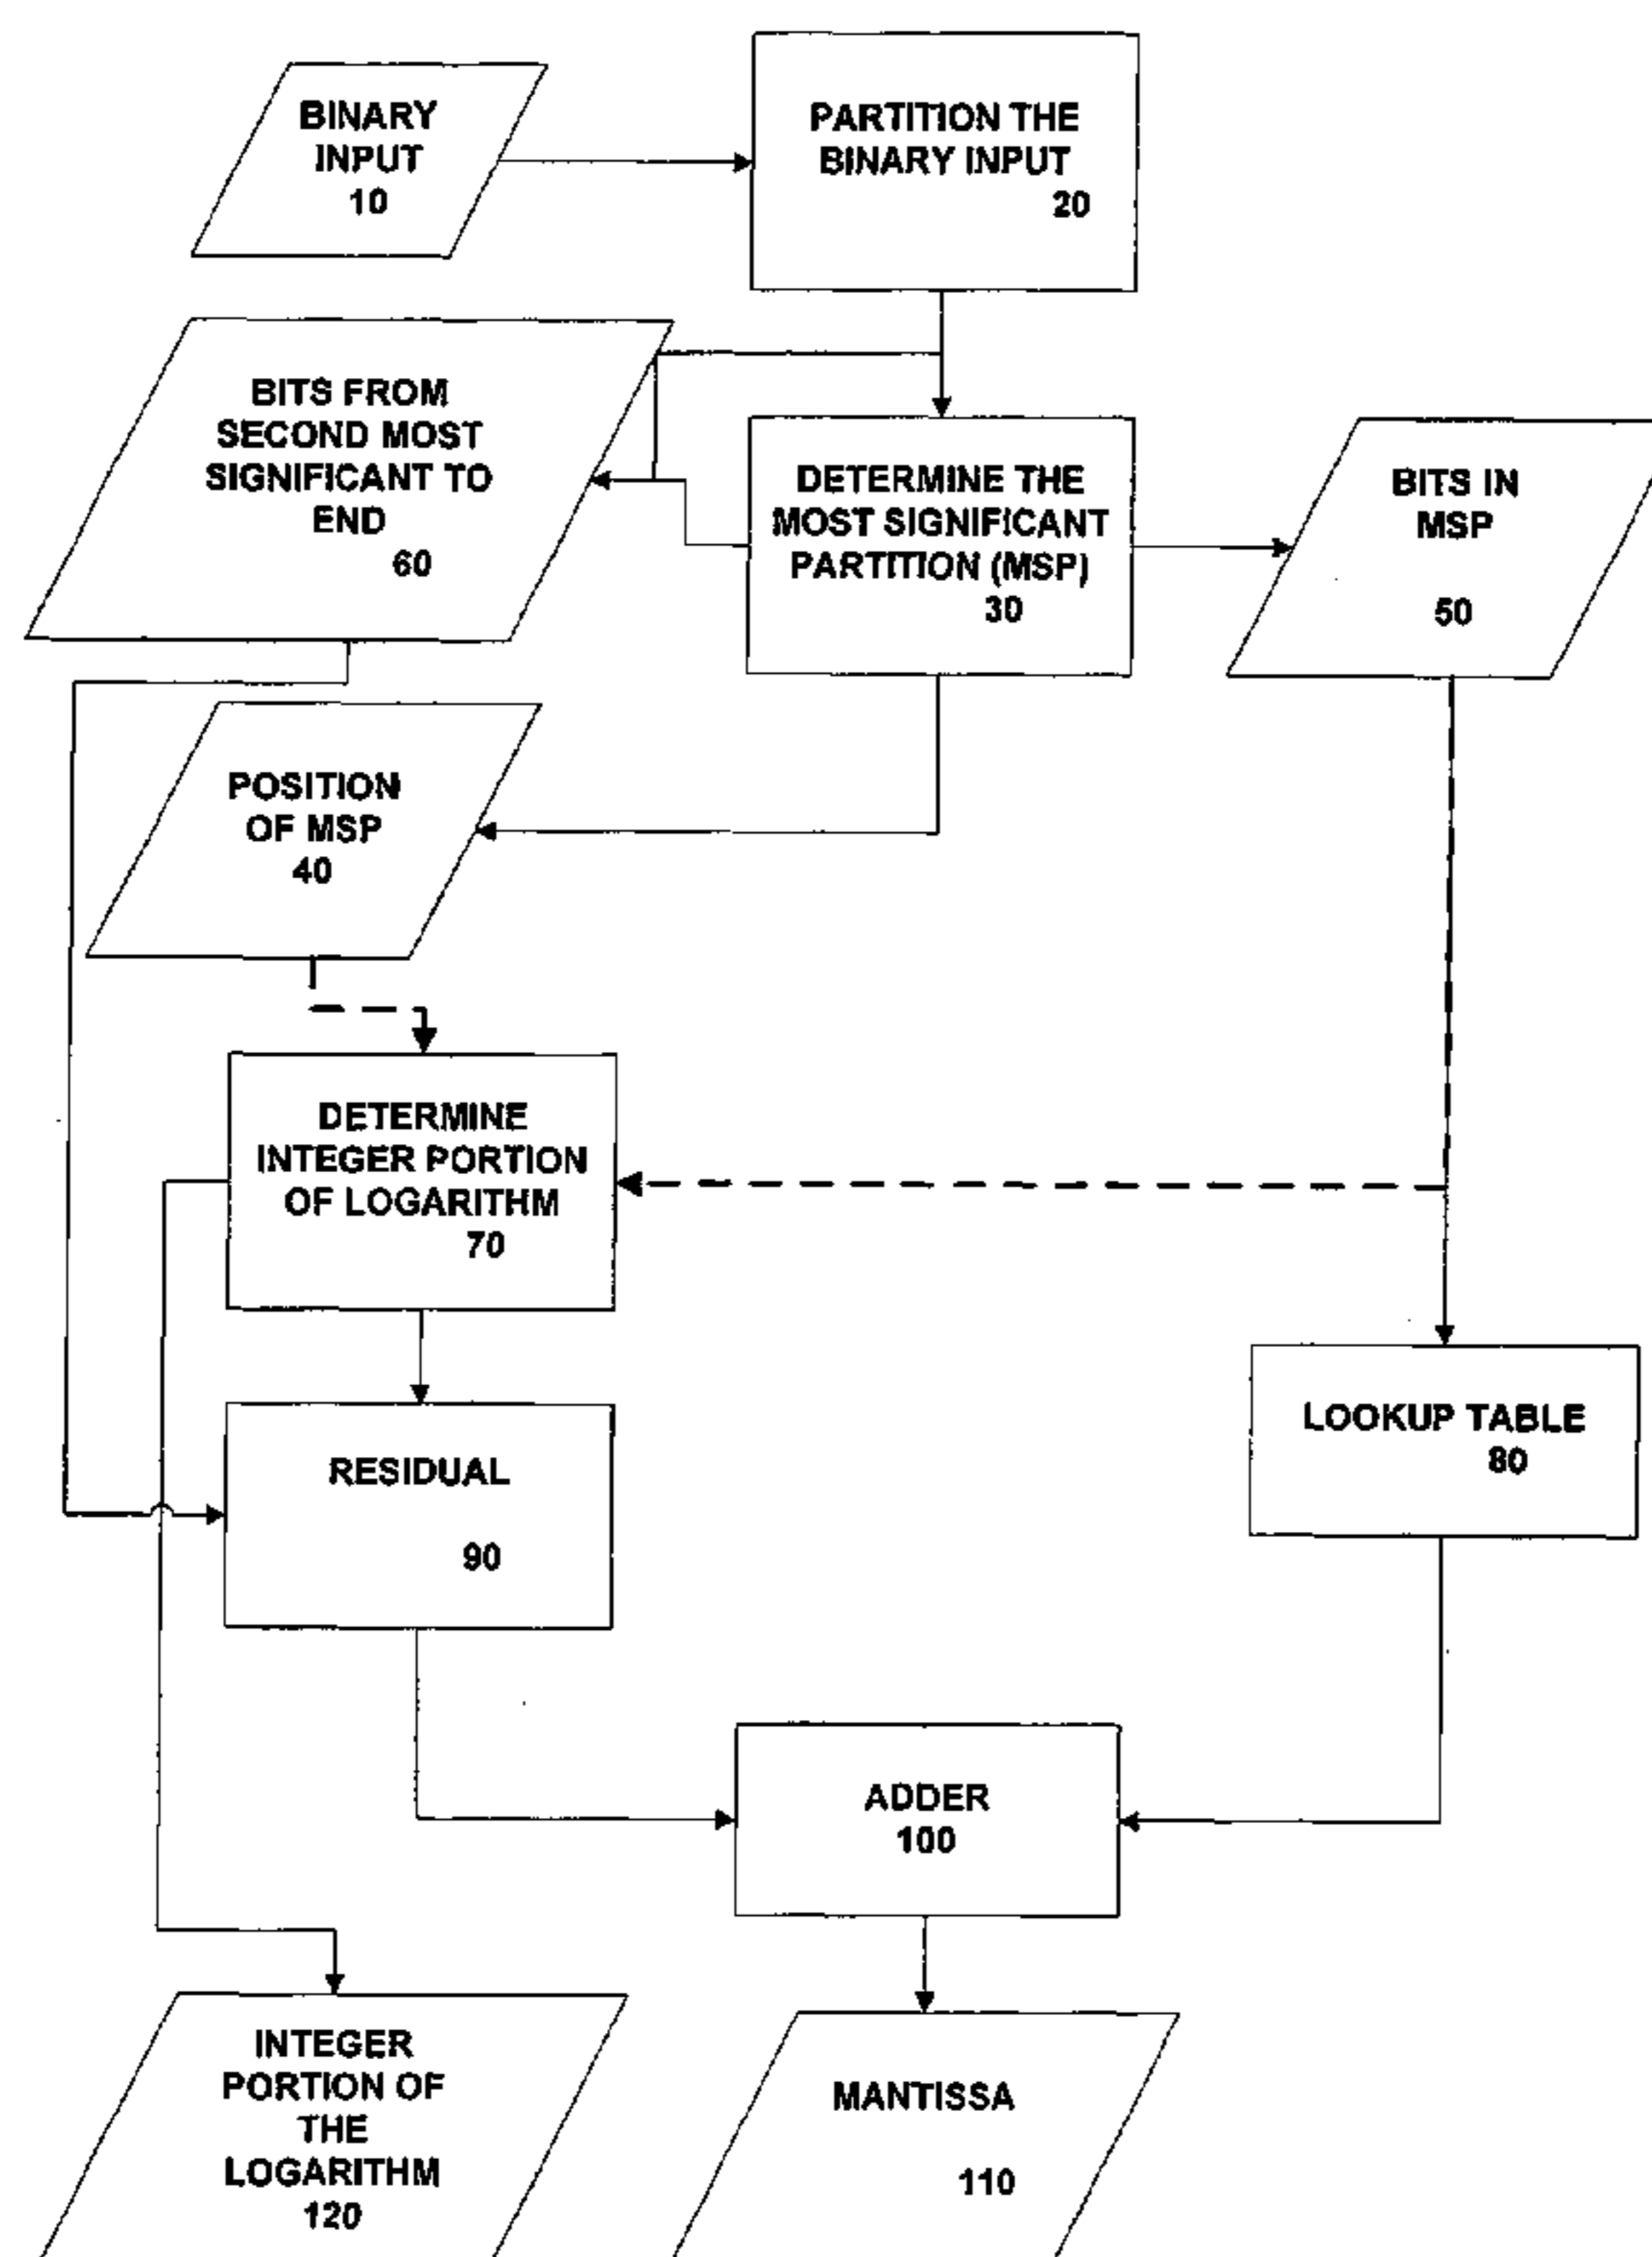 BINARY
INPUT
10
PARTITION THE
BINARY INPUT
20
BITS FROM
SECOND MOST
SIGNIFICANT TO
END
60
DETERMINE THE
MOST SIGNIFICANT
PARTITION (MSP)
30
BITS IN
MSP
50
POSITION
OF MSP
40
DETERMINE
INTEGER PORTION
OF LOGARITHM
70
LOOKUP TABLE
80
RESIDUAL
90
ADDER
100
INTEGER
PORTION OF
THE
LOGARITHM
120
MANTISSA
110